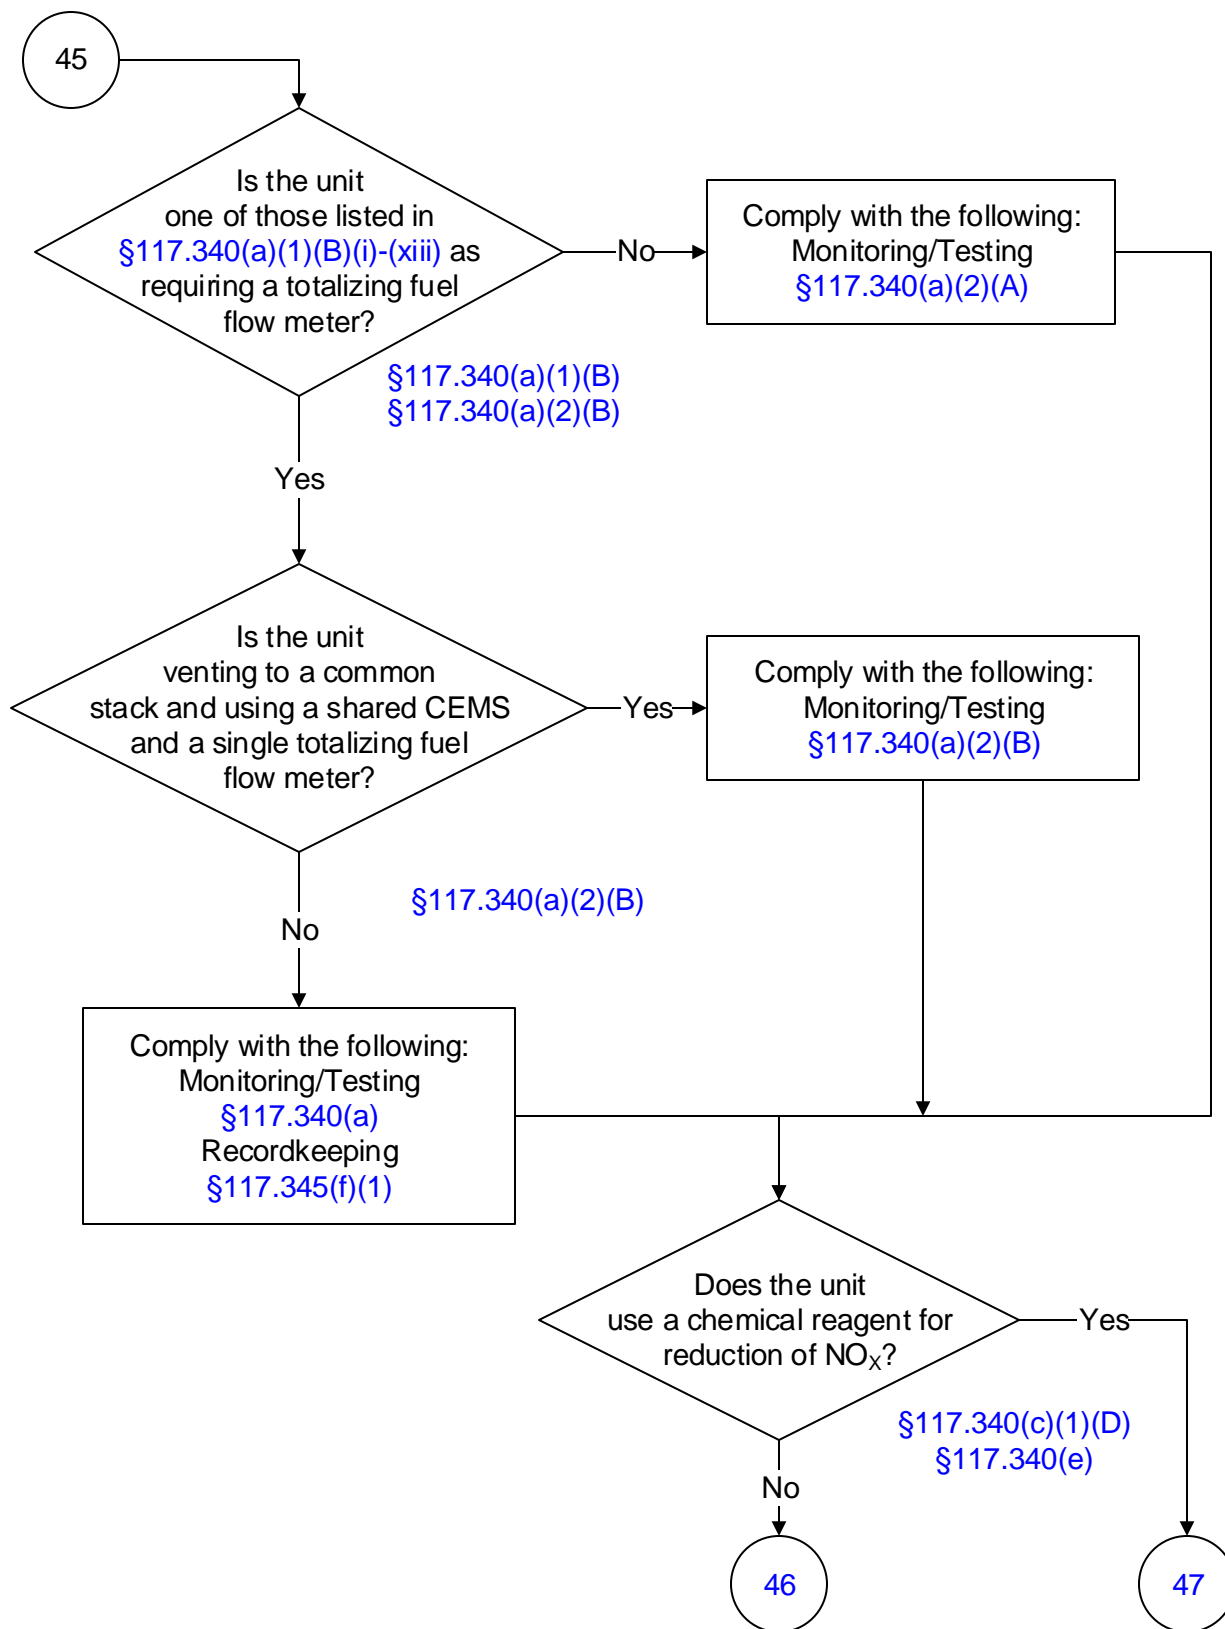 45
Is the unit
one of those listed in
§117.340(a)(1)(B)(i)-(xiii) as
requiring a totalizing fuel
flow meter?
No
Comply with the following:
Monitoring/Testing
§117.340(a)(2)(A)
§117.340(a)(1)(B)
§117.340(a)(2)(B)
Yes
Is the unit
venting to a common
stack and using a shared CEMS
and a single totalizing fuel
flow meter?
Yes
Comply with the following:
Monitoring/Testing
§117.340(a)(2)(B)
§117.340(a)(2)(B)
No
Comply with the following:
Monitoring/Testing
§117.340(a)
Recordkeeping
§117.345(f)(1)
Does the unit
use a chemical reagent for
reduction of NOX?
Yes
§117.340(c)(1)(D)
§117.340(e)
No
46
47